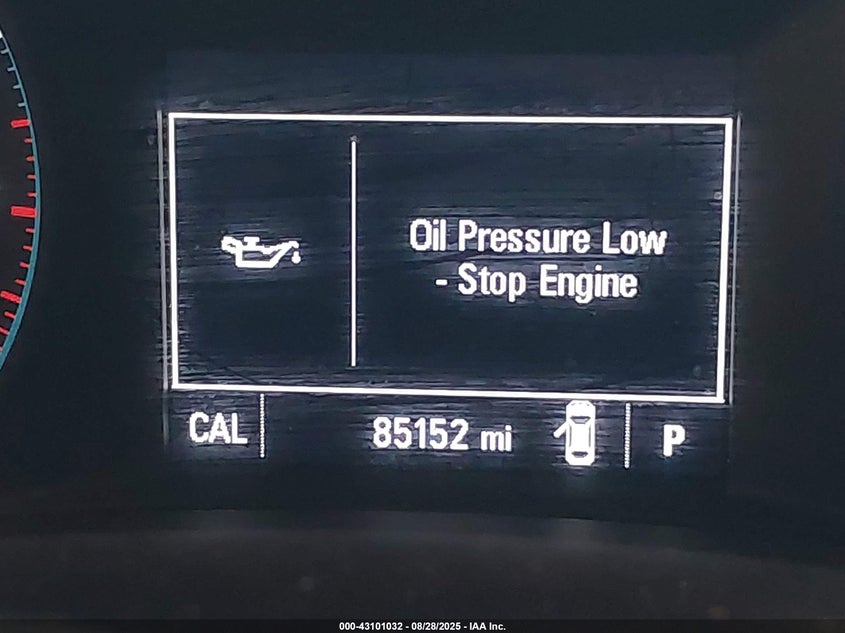 Oil Pressure Low
- Stop Engine
CAL 85152 mi P
000-43101032 - 08/28/2025 - IAA Inc.